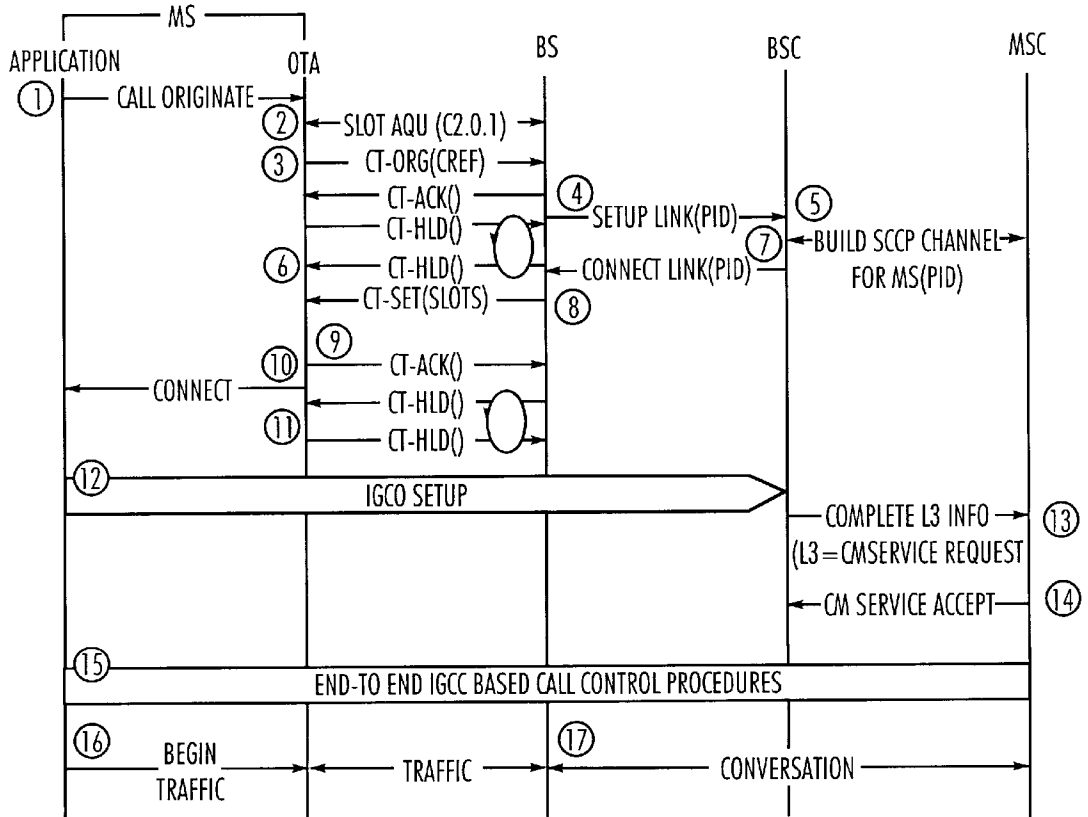 MS
APPLICATION
OTA
BS
BSC
MSC
1
CALL ORIGINATE
2
SLOT AQU (C2.0.1)
3
CT-ORG(CREF)
CT-ACK()
4
SETUP LINK(PID)
5
CT-HLD()
7
BUILD SCCP CHANNEL
FOR MS(PID)
6
CT-HLD()
CONNECT LINK(PID)
CT-SET(SLOTS)
8
9
10
CT-ACK()
CONNECT
CT-HLD()
11
CT-HLD()
12
IGCO SETUP
COMPLETE L3 INFO
13
(L3=CMSERVICE REQUEST
CM SERVICE ACCEPT
14
15
END-TO END IGCC BASED CALL CONTROL PROCEDURES
16
BEGIN
TRAFFIC
TRAFFIC
17
CONVERSATION